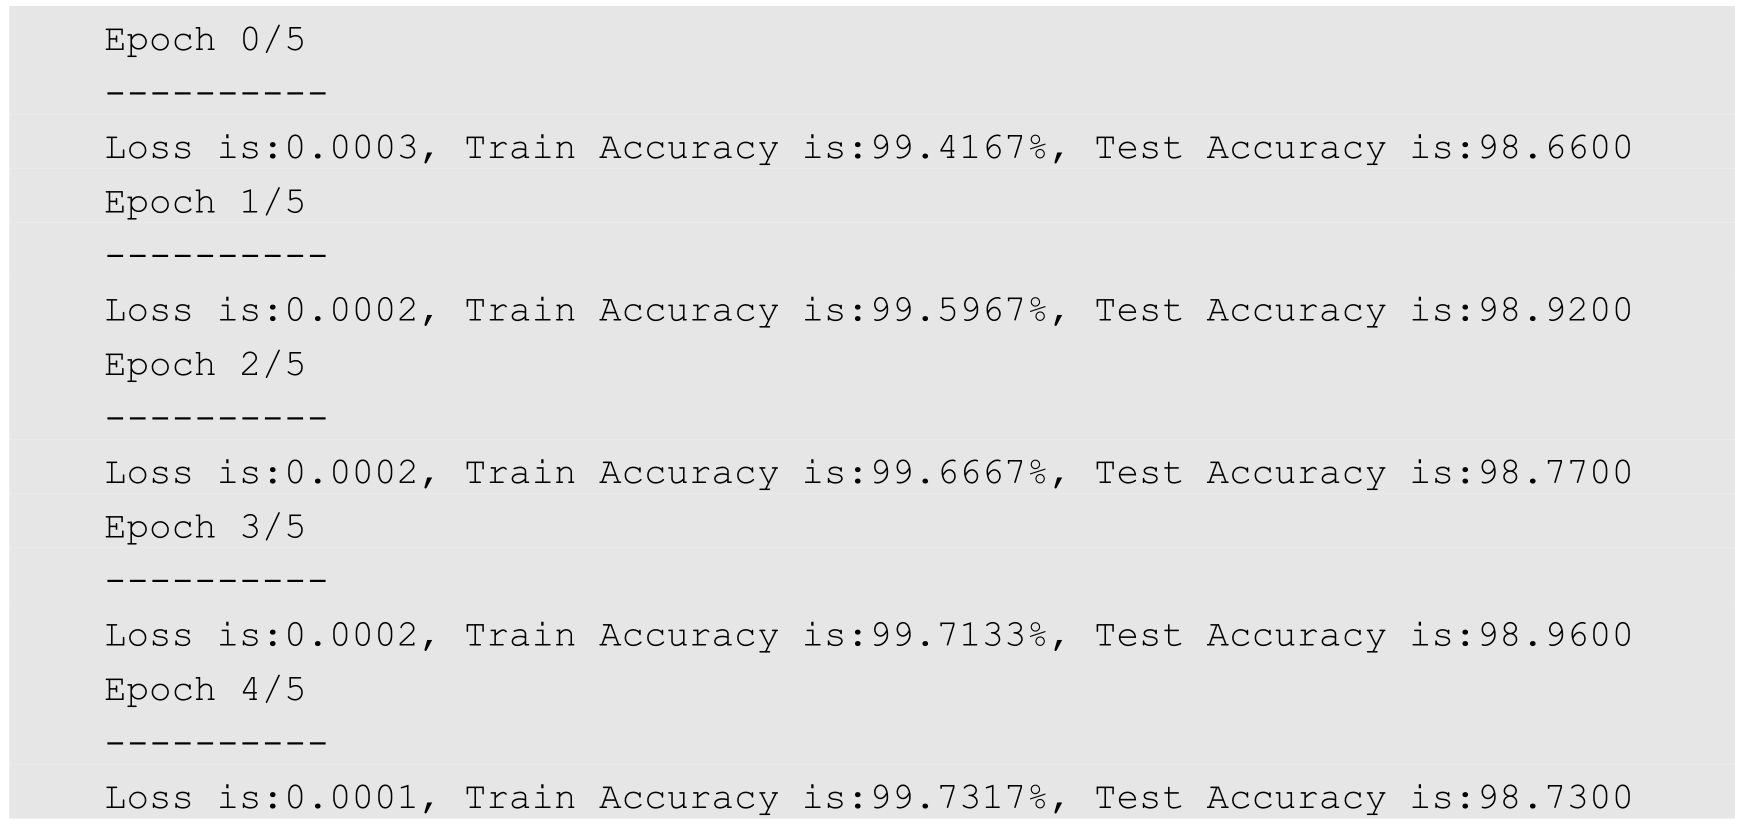 Epoch 0/5
----------
Loss is:0.0003, Train Accuracy is:99.4167%, Test Accuracy is:98.6600
Epoch 1/5
----------
Loss is:0.0002, Train Accuracy is:99.5967%, Test Accuracy is:98.9200
Epoch 2/5
----------
Loss is:0.0002, Train Accuracy is:99.6667%, Test Accuracy is:98.7700
Epoch 3/5
----------
Loss is:0.0002, Train Accuracy is:99.7133%, Test Accuracy is:98.9600
Epoch 4/5
----------
Loss is:0.0001, Train Accuracy is:99.7317%, Test Accuracy is:98.7300